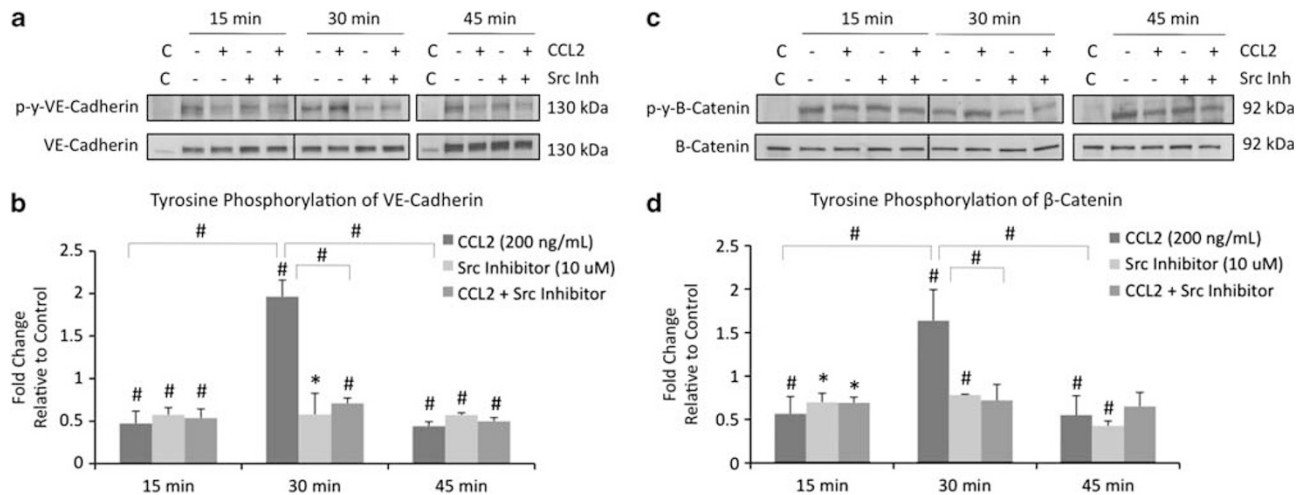 a
15 min 30 min 45 min
C - + - + - + - + C - + - + CCL2
C - - + + - - + + C - - + + Src Inh
p-y-VE-Cadherin 130 kDa
VE-Cadherin 130 kDa
b
Tyrosine Phosphorylation of VE-Cadherin
Fold Change
Relative to Control
2.5
2
1.5
1
0.5
0
# #
# #
CCL2 (200 ng/mL)
Src Inhibitor (10 uM)
CCL2 + Src Inhibitor
# # # * # # # #
15 min 30 min 45 min
c
15 min 30 min 45 min
C - + - + - + - + C - + - + CCL2
C - - + + - - + + C - - + + Src Inh
p-y-B-Catenin 92 kDa
B-Catenin 92 kDa
d
Tyrosine Phosphorylation of β-Catenin
Fold Change
Relative to Control
2.5
2
1.5
1
0.5
0
# #
# #
CCL2 (200 ng/mL)
Src Inhibitor (10 uM)
CCL2 + Src Inhibitor
# * * # # #
15 min 30 min 45 min